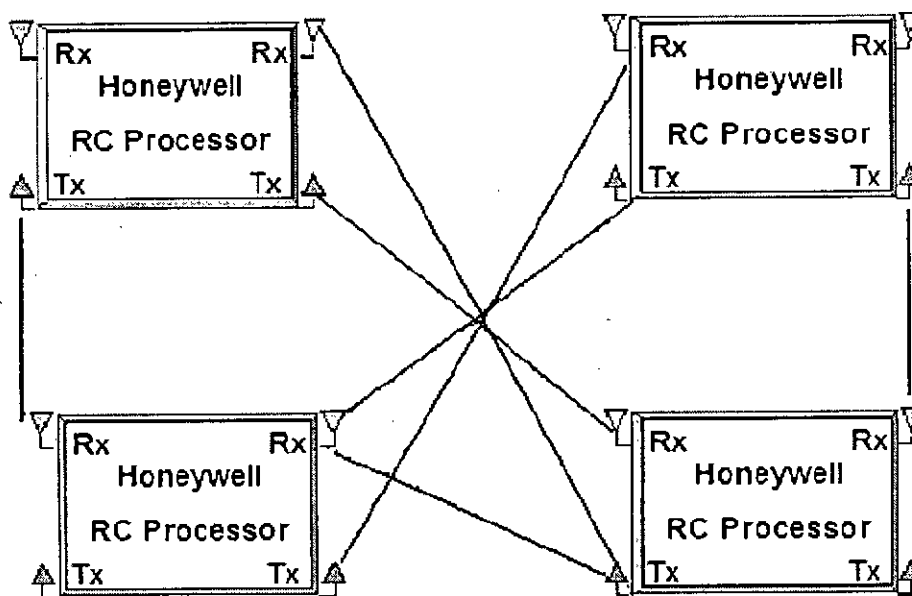 Rx Rx
Honeywell
RC Processor
Tx Tx
Rx Rx
Honeywell
RC Processor
Tx Tx
Rx Rx
Honeywell
RC Processor
Tx Tx
Rx Rx
Honeywell
RC Processor
Tx Tx